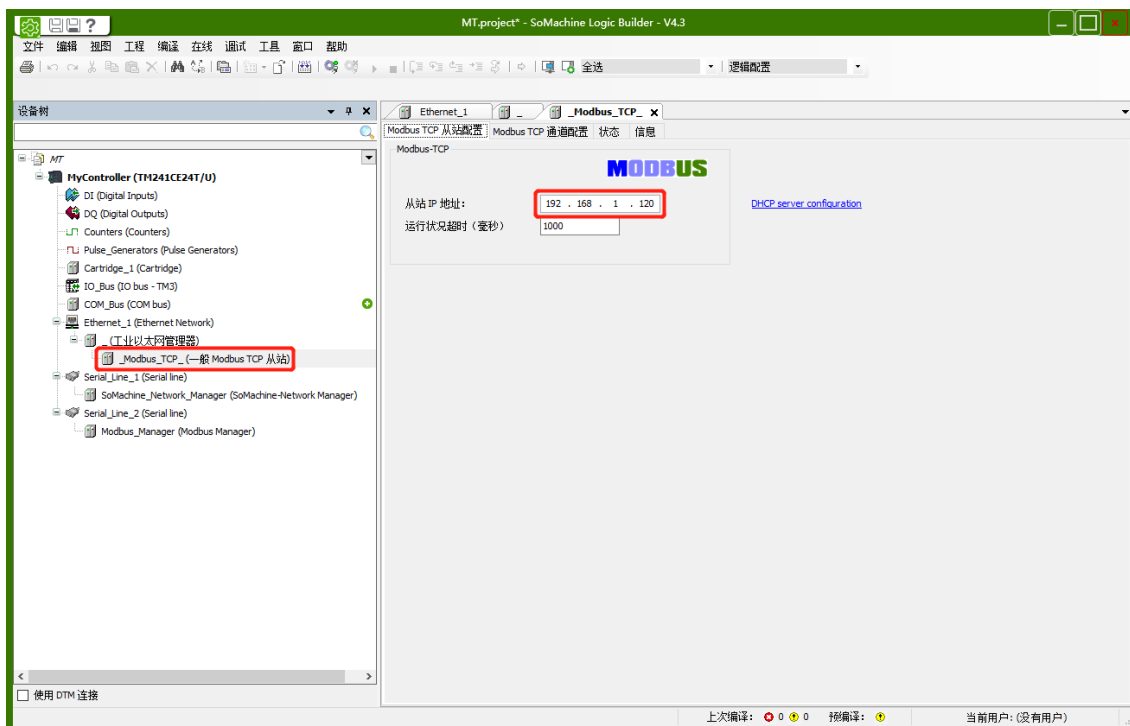 MT.project* - SoMachine Logic Builder - V4.3
文件 编辑 视图 工程 编译 在线 调试 工具 窗口 帮助
全选 逻辑配置
设备树
MT
MyController (TM241CE24T/U)
DI (Digital Inputs)
DQ (Digital Outputs)
Counters (Counters)
Pulse_Generators (Pulse Generators)
Cartridge_1 (Cartridge)
IO_Bus (IO bus - TM3)
COM_Bus (COM bus)
Ethernet_1 (Ethernet Network)
_ (工业以太网管理器)
_Modbus_TCP_ (一般 Modbus TCP 从站)
Serial_Line_1 (Serial line)
SoMachine_Network_Manager (SoMachine-Network Manager)
Serial_Line_2 (Serial line)
Modbus_Manager (Modbus Manager)
使用 DTM 连接
Ethernet_1 _ _Modbus_TCP_
Modbus TCP 从站配置 Modbus TCP 通道配置 状态 信息
Modbus-TCP
MODBUS
从站 IP 地址: 192 . 168 . 1 . 120 DHCP server configuration
运行状况超时（毫秒） 1000
上次编译: 0 0 预编译: 当前用户: (没有用户)